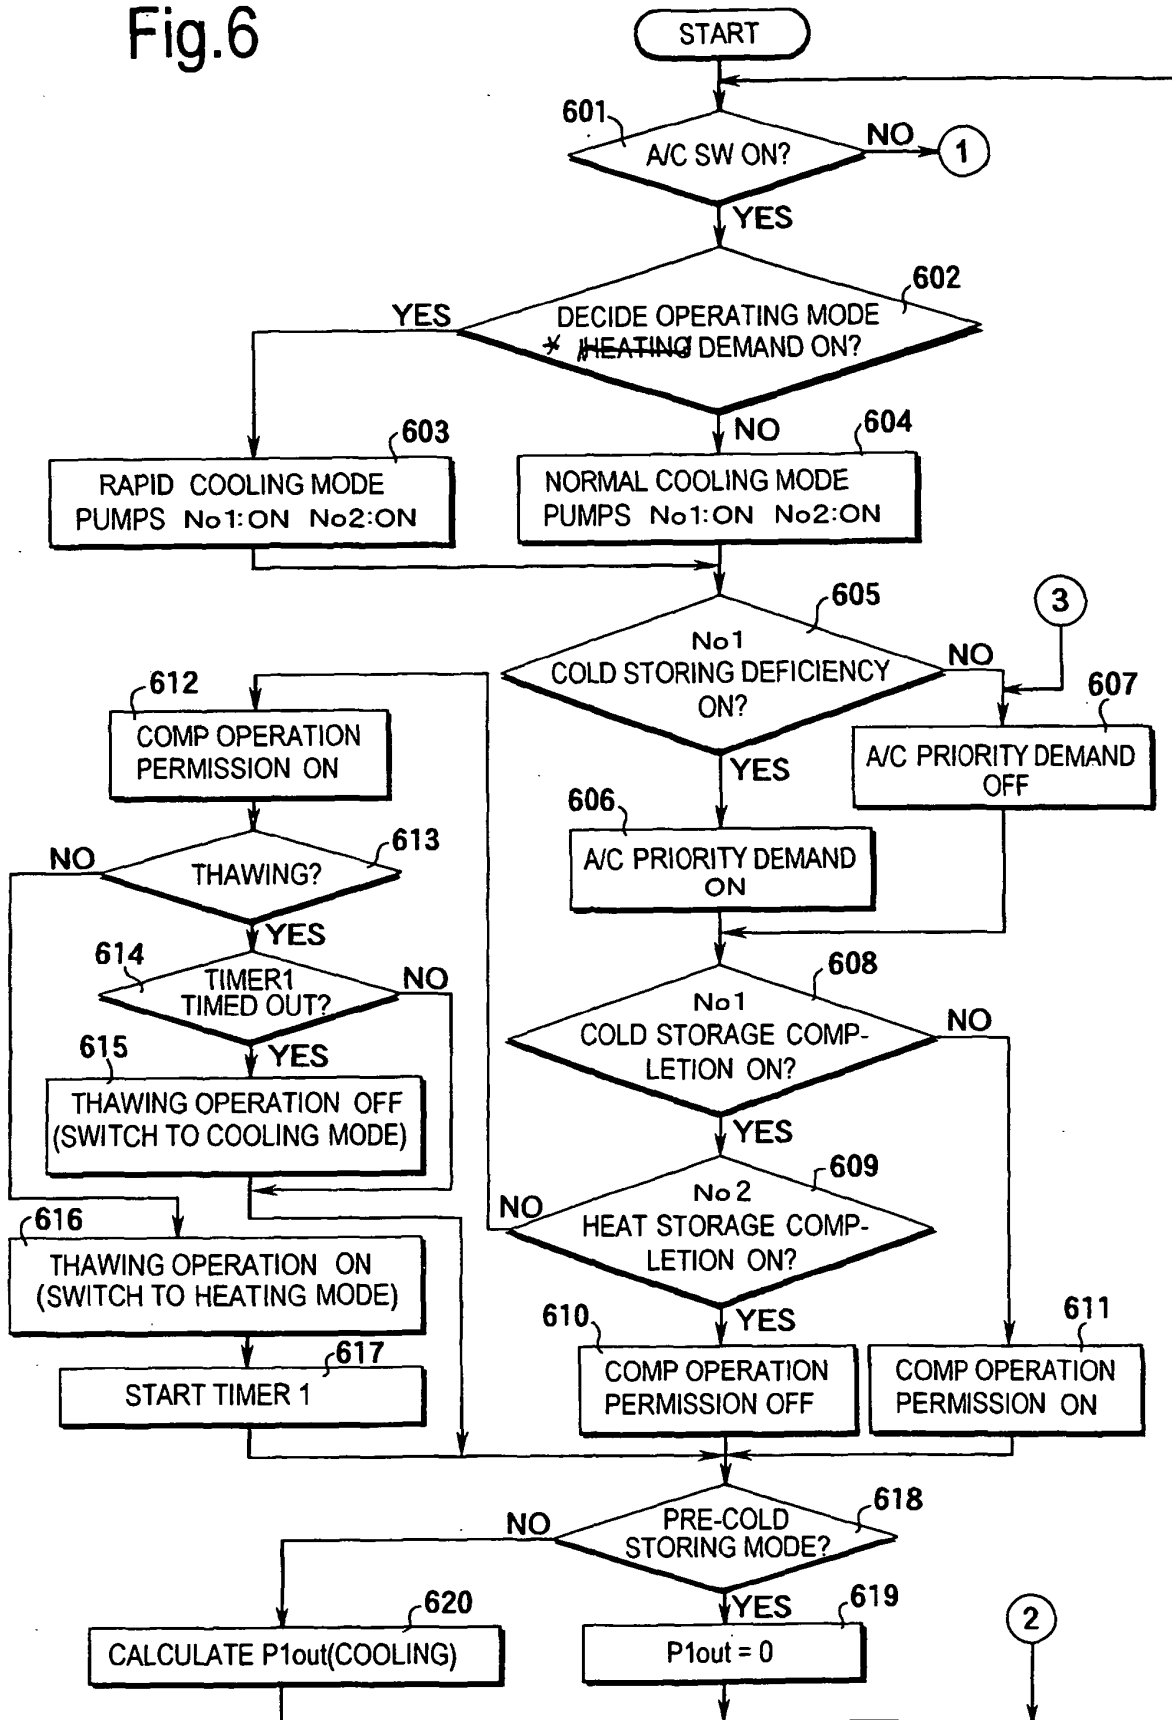 Fig.6
START
601
A/C SW ON?
NO
1
YES
602
DECIDE OPERATING MODE
* HEATING DEMAND ON?
YES
NO
603
RAPID COOLING MODE
PUMPS No1:ON No2:ON
604
NORMAL COOLING MODE
PUMPS No1:ON No2:ON
605
No1
COLD STORING DEFICIENCY
ON?
NO
3
YES
607
A/C PRIORITY DEMAND
OFF
606
A/C PRIORITY DEMAND
ON
612
COMP OPERATION
PERMISSION ON
613
THAWING?
NO
YES
614
TIMER1
TIMED OUT?
NO
YES
615
THAWING OPERATION OFF
(SWITCH TO COOLING MODE)
616
THAWING OPERATION ON
(SWITCH TO HEATING MODE)
617
START TIMER 1
608
No1
COLD STORAGE COMP-
LETION ON?
NO
YES
609
No2
HEAT STORAGE COMP-
LETION ON?
NO
YES
610
COMP OPERATION
PERMISSION OFF
611
COMP OPERATION
PERMISSION ON
618
PRE-COLD
STORING MODE?
NO
YES
620
CALCULATE P1out(COOLING)
619
P1out = 0
2